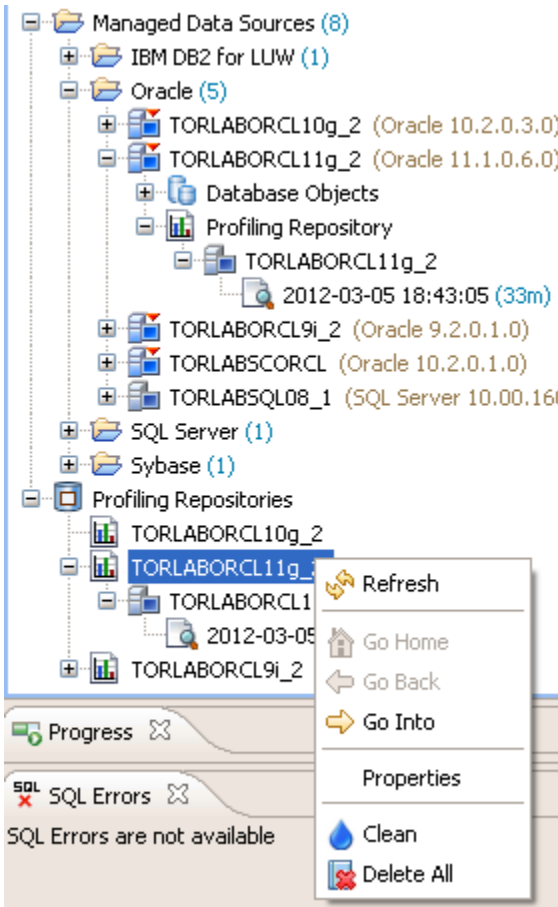 Managed Data Sources (8)
IBM DB2 for LUW (1)
Oracle (5)
TORLABORCL10g_2 (Oracle 10.2.0.3.0)
TORLABORCL11g_2 (Oracle 11.1.0.6.0)
Database Objects
Profiling Repository
TORLABORCL11g_2
2012-03-05 18:43:05 (33m)
TORLABORCL9i_2 (Oracle 9.2.0.1.0)
TORLABSCORCL (Oracle 10.2.0.1.0)
TORLABSQL08_1 (SQL Server 10.00.160
SQL Server (1)
Sybase (1)
Profiling Repositories
TORLABORCL10g_2
TORLABORCL11g_
TORLABORCL1
2012-03-05
TORLABORCL9i_2
Refresh
Go Home
Go Back
Go Into
Properties
Clean
Delete All
Progress
SQL SQL Errors
SQL Errors are not available